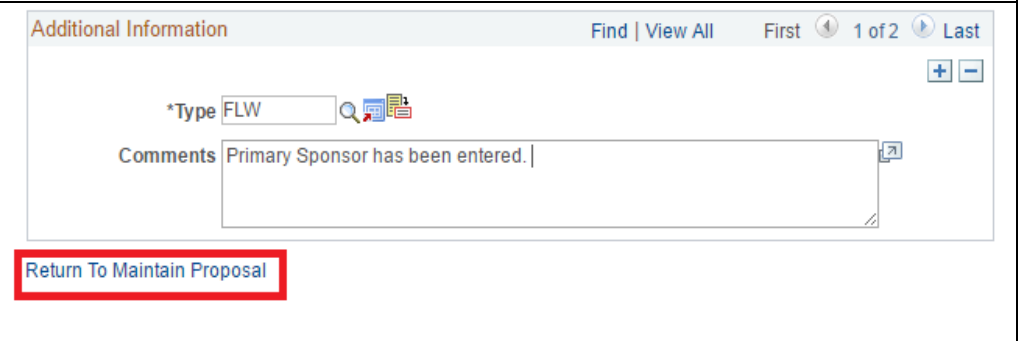 Additional Information Find | View All First 1 of 2 Last
*Type FLW
Comments Primary Sponsor has been entered.
Return To Maintain Proposal